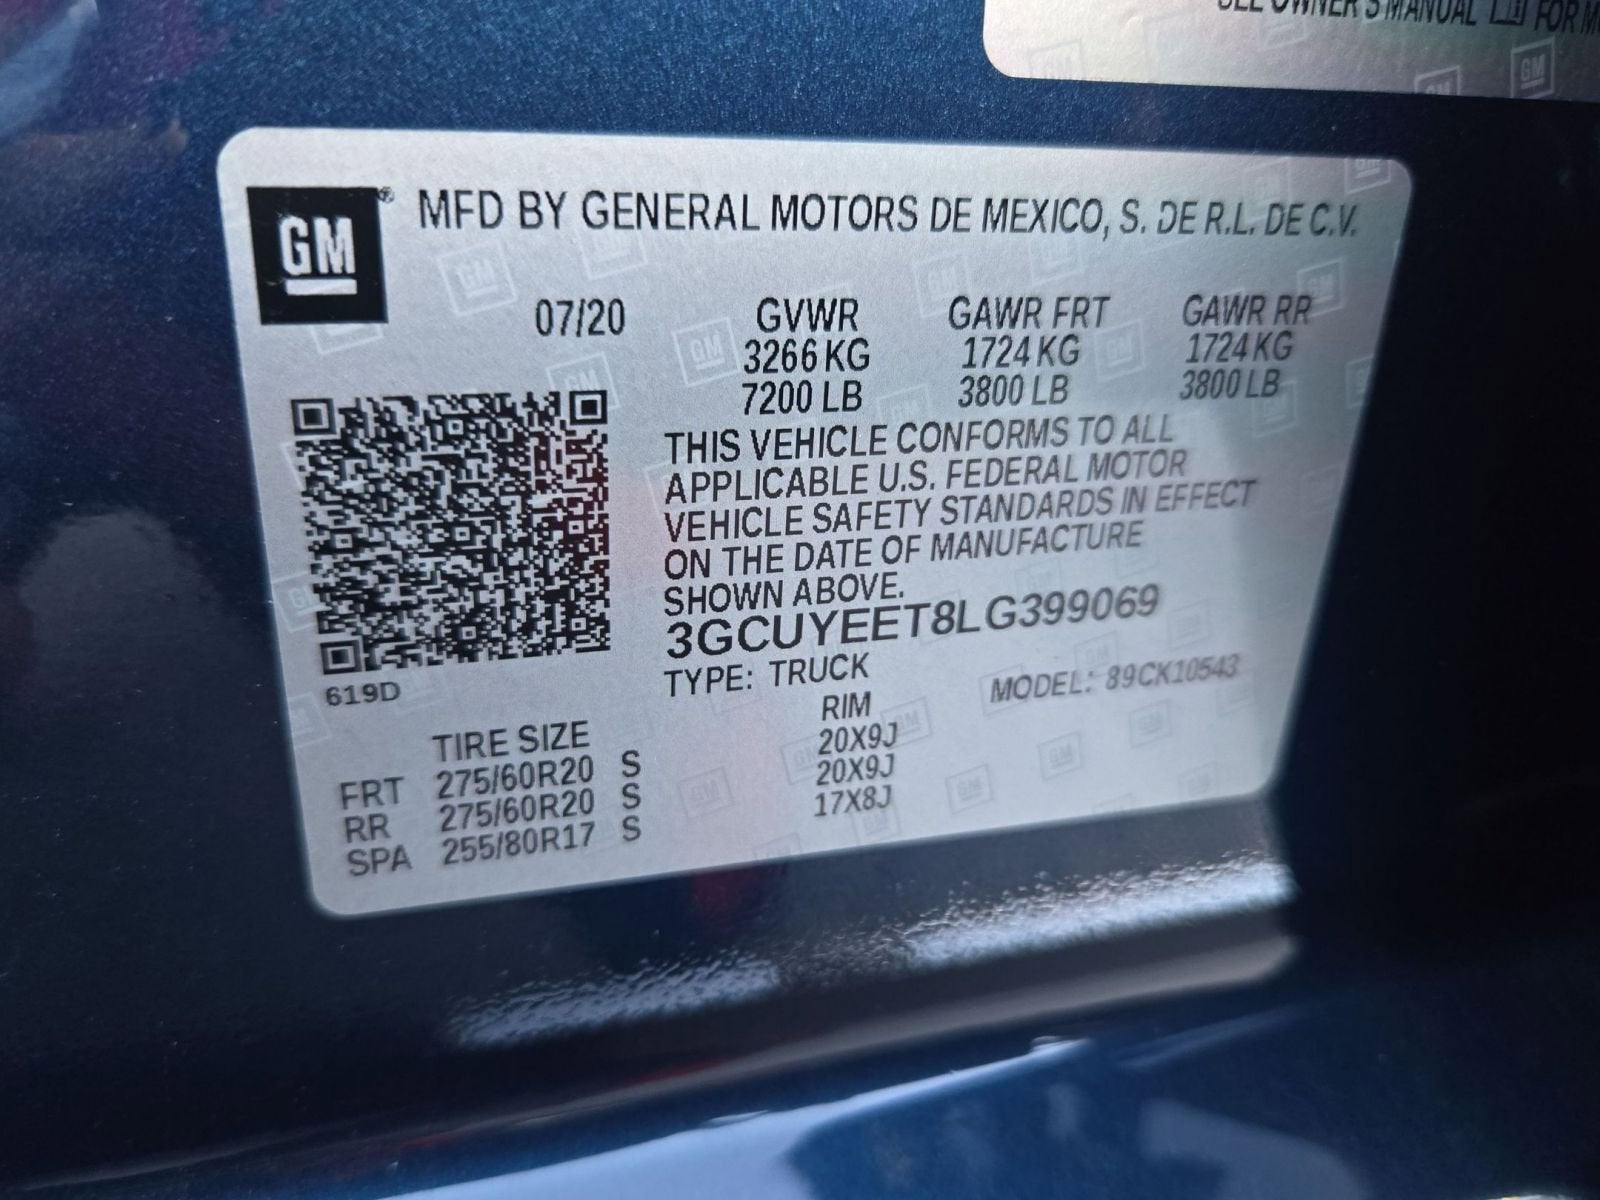 SEE OWNER'S MANUAL FOR
GM® MFD BY GENERAL MOTORS DE MEXICO, S. DE R.L. DE C.V.
07/20 GVWR GAWR FRT GAWR RR
3266 KG 1724 KG 1724 KG
7200 LB 3800 LB 3800 LB
THIS VEHICLE CONFORMS TO ALL
APPLICABLE U.S. FEDERAL MOTOR
VEHICLE SAFETY STANDARDS IN EFFECT
ON THE DATE OF MANUFACTURE
SHOWN ABOVE.
3GCUYEET8LG399069
619D
TYPE: TRUCK MODEL: 89CK10543
TIRE SIZE RIM
FRT 275/60R20 S 20X9J
RR 275/60R20 S 20X9J
SPA 255/80R17 S 17X8J